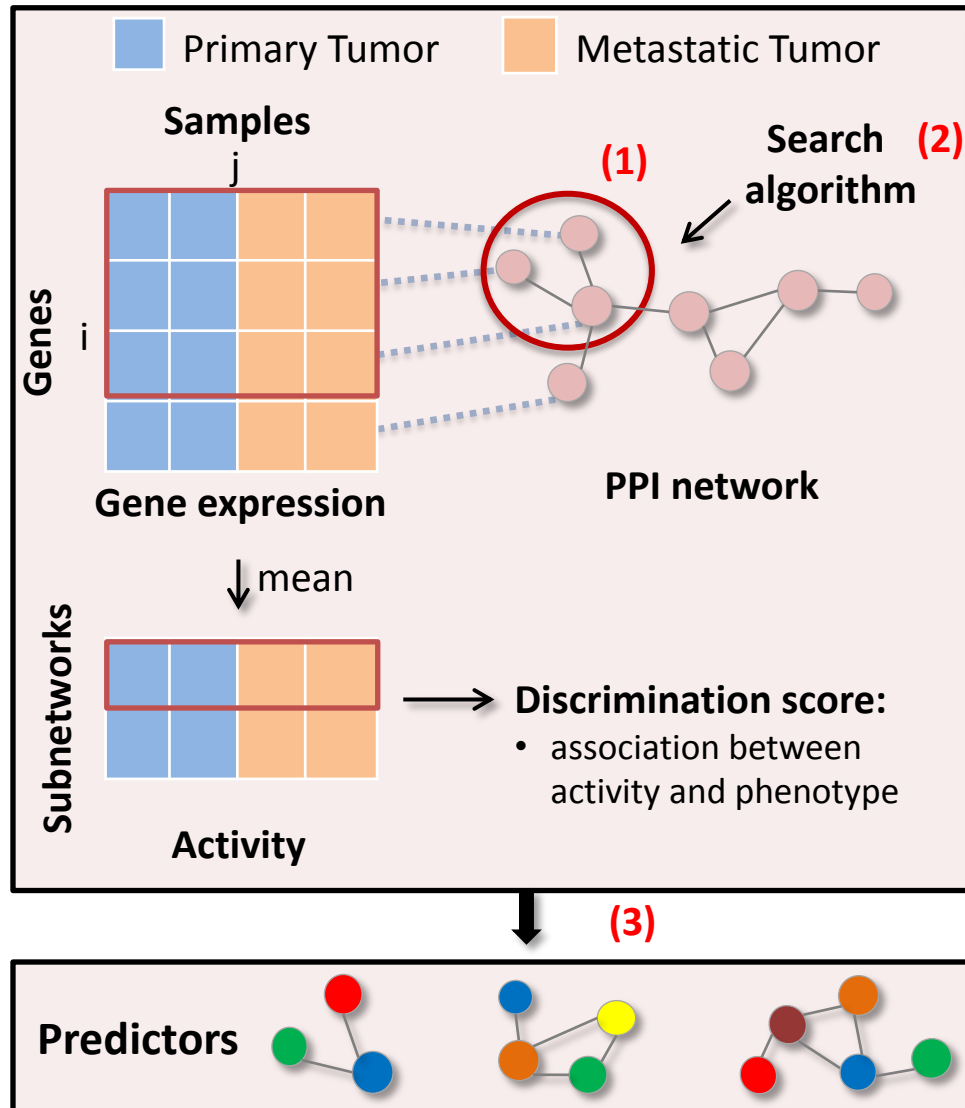 Primary Tumor
Metastatic Tumor
Samples
j
(1)
Search
algorithm
(2)
Genes
i
Gene expression
PPI network
mean
Subnetworks
Discrimination score:
• association between
activity and phenotype
Activity
(3)
Predictors